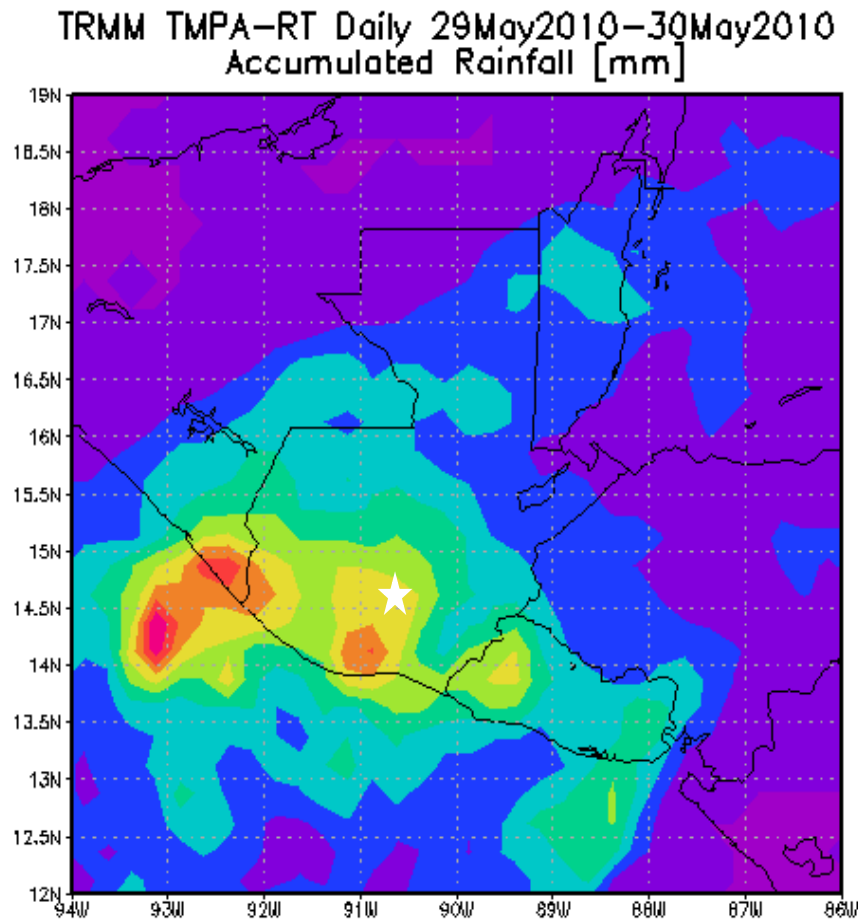 TRMM TMPA-RT Daily 29May2010-30May2010
Accumulated Rainfall [mm]
19N
18.5N
18N
17.5N
17N
16.5N
16N
15.5N
15N
14.5N
14N
13.5N
13N
12.5N
12N
94W 93W 92W 91W 90W 89W 88W 87W 86W